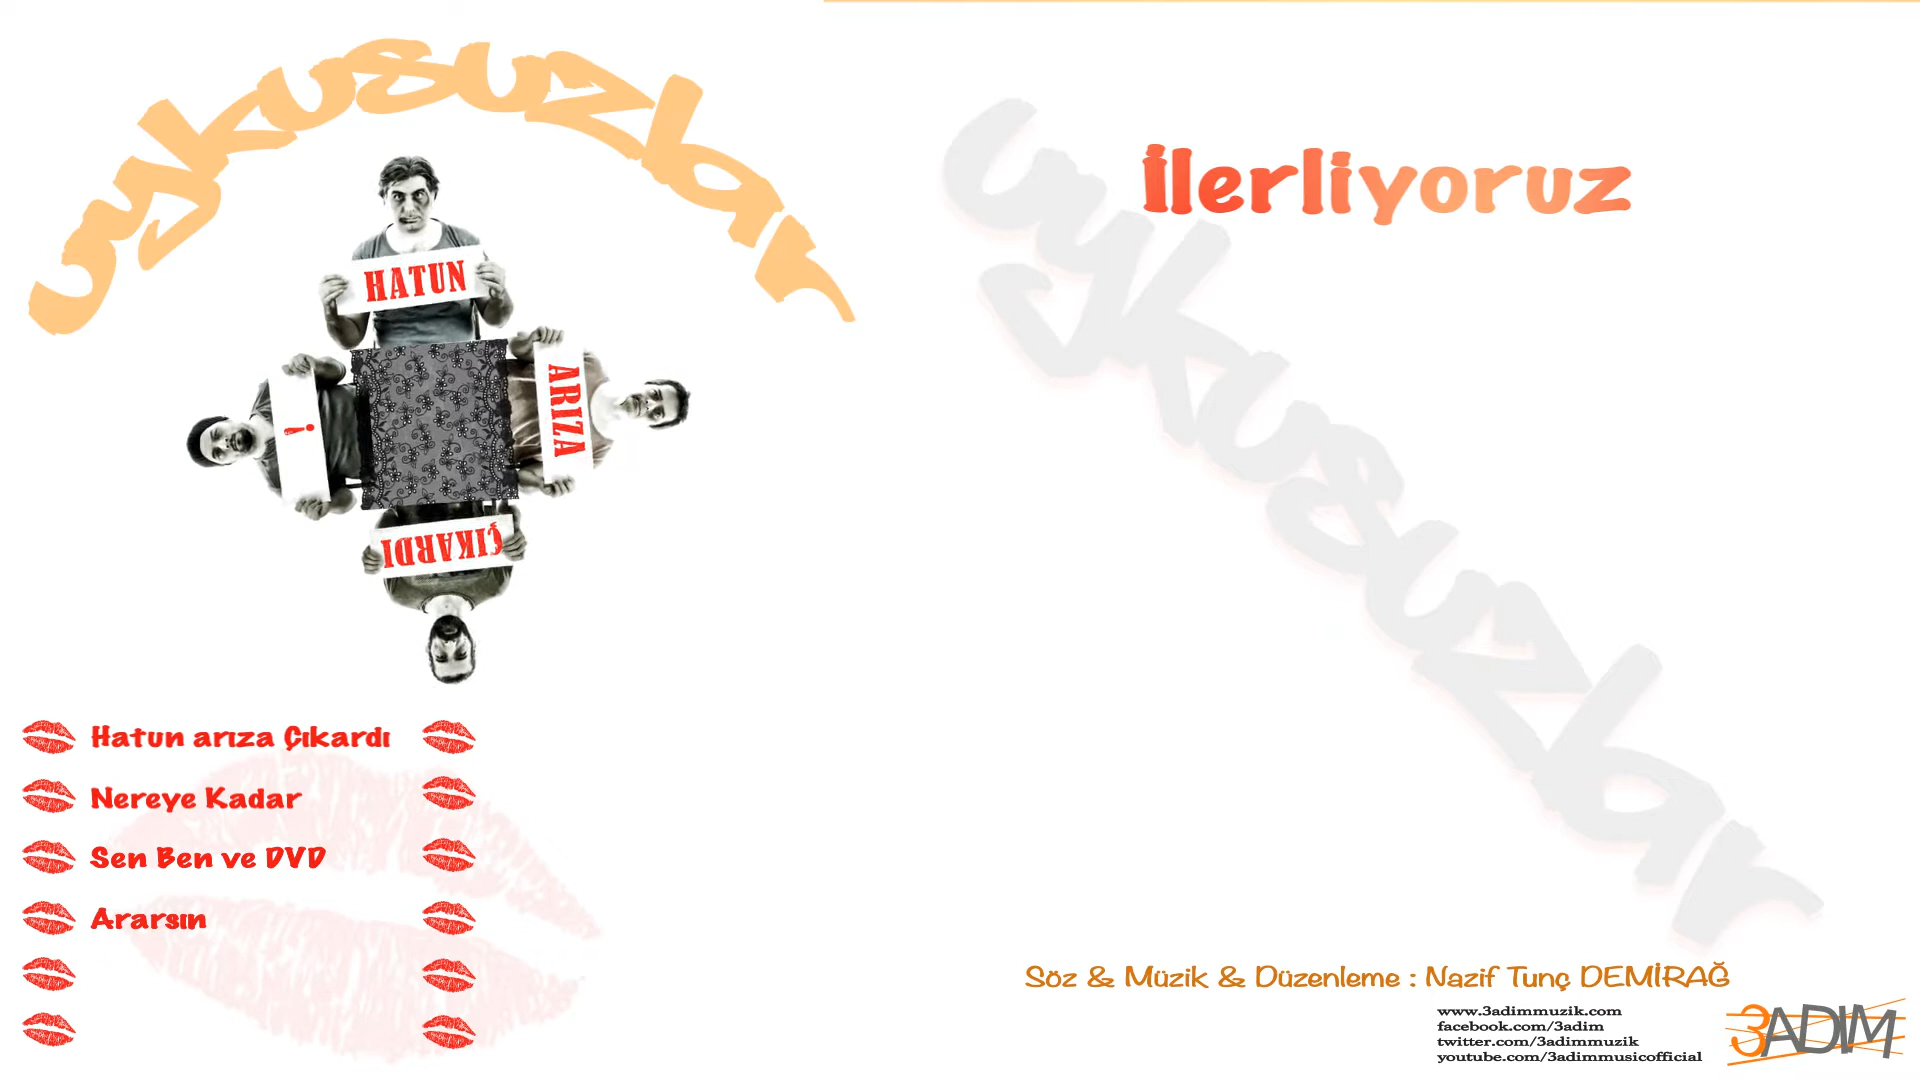 uykusuzlar
HATUN
ARIZA
ÇIKARDI
!
Hatun arıza Çıkardı
Nereye Kadar
Sen Ben ve DVD
Ararsın
uykusuzlar
İlerliyoruz
Söz & Müzik & Düzenleme : Nazif Tunç DEMİRAĞ
www.3adimmuzik.com
facebook.com/3adim
twitter.com/3adimmuzik
youtube.com/3adimmusicofficial
3ADIM